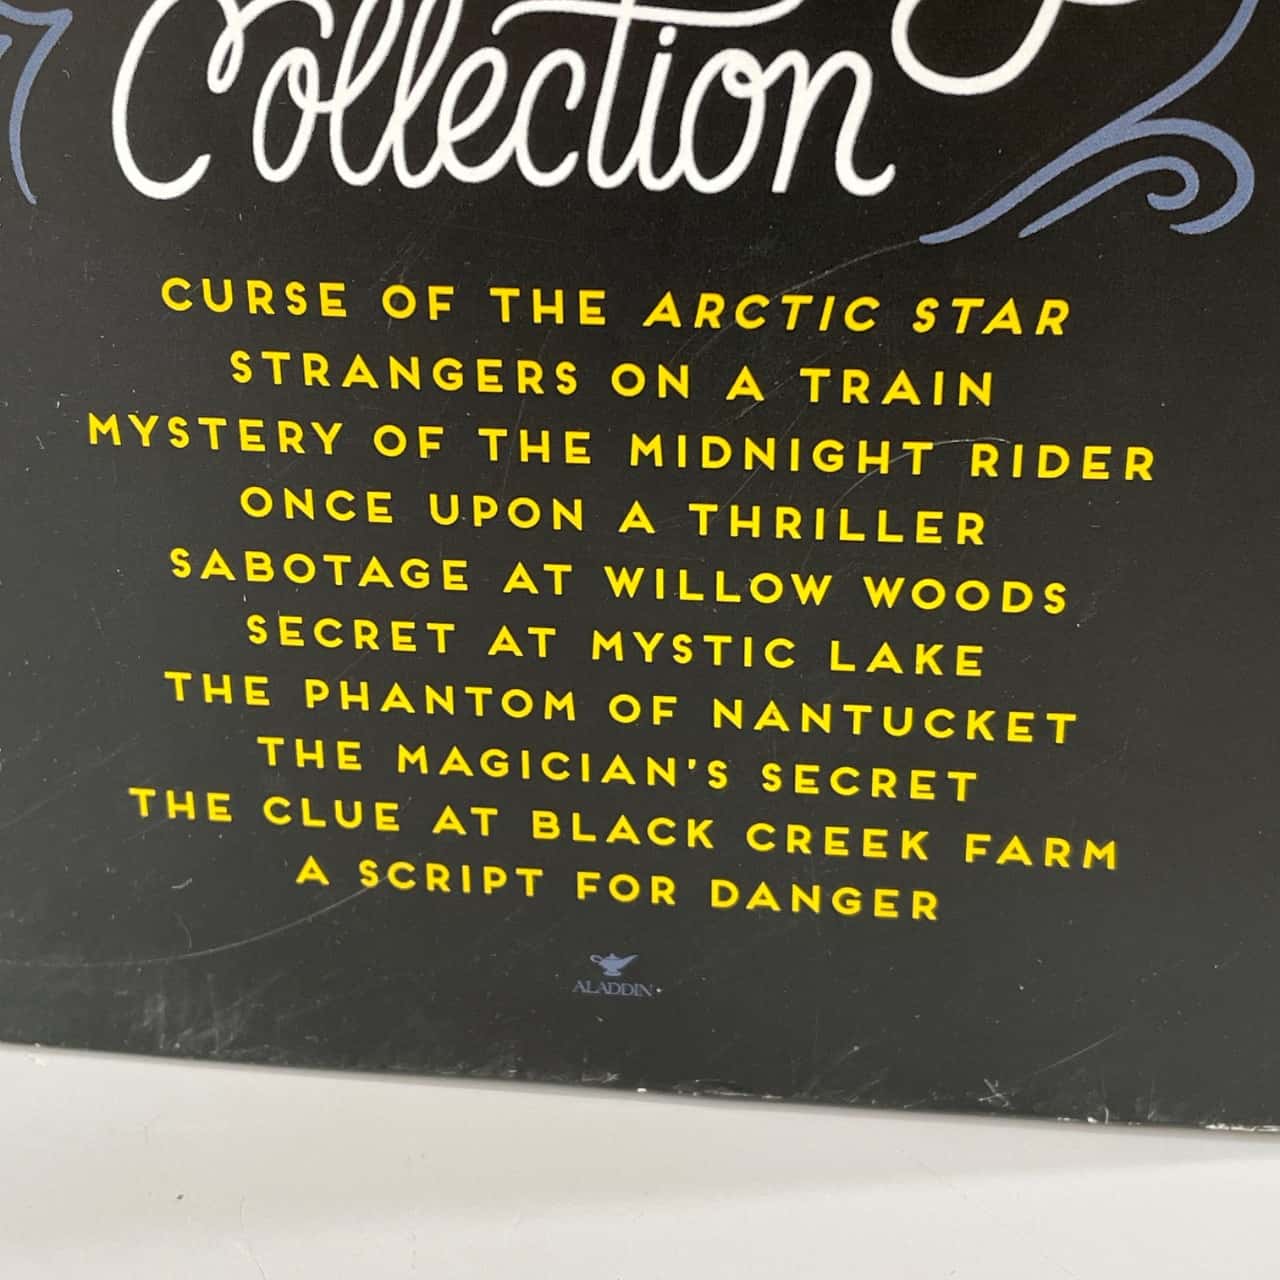 Collection
CURSE OF THE ARCTIC STAR
STRANGERS ON A TRAIN
MYSTERY OF THE MIDNIGHT RIDER
ONCE UPON A THRILLER
SABOTAGE AT WILLOW WOODS
SECRET AT MYSTIC LAKE
THE PHANTOM OF NANTUCKET
THE MAGICIAN'S SECRET
THE CLUE AT BLACK CREEK FARM
A SCRIPT FOR DANGER
ALADDIN